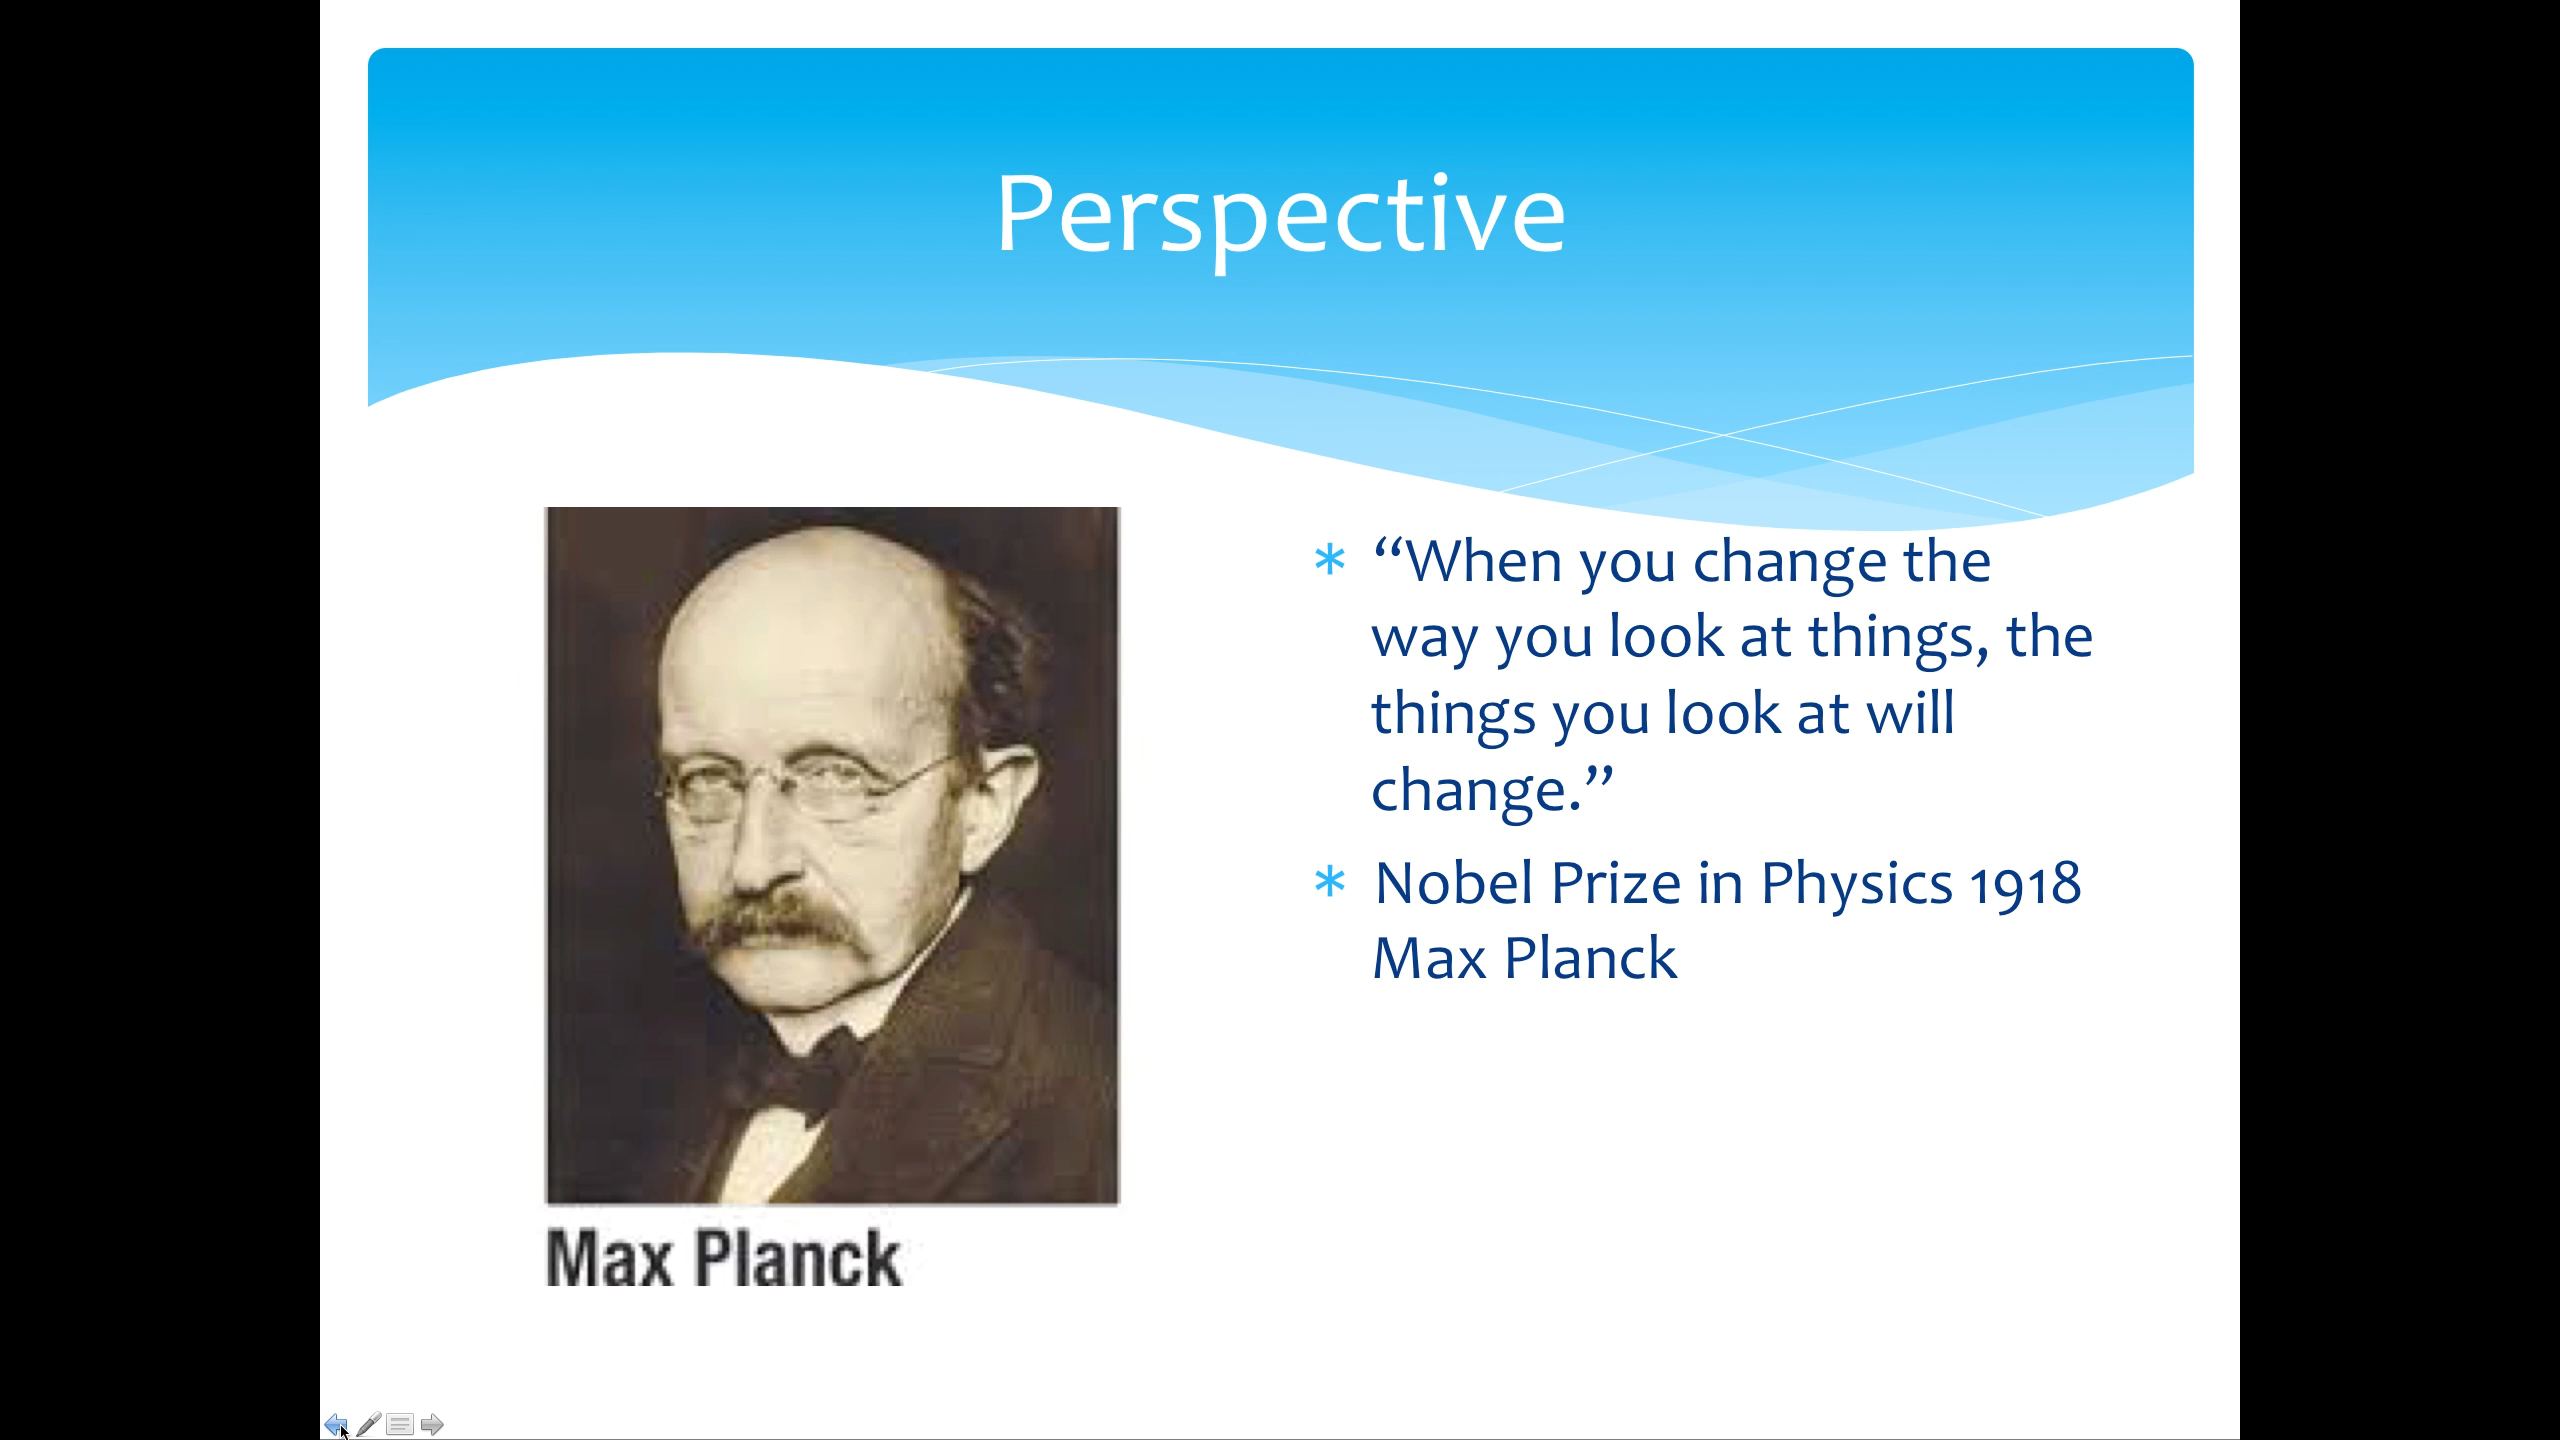 Perspective
“When you change the
way you look at things, the
things you look at will
change.”
Nobel Prize in Physics 1918
Max Planck
Max Planck